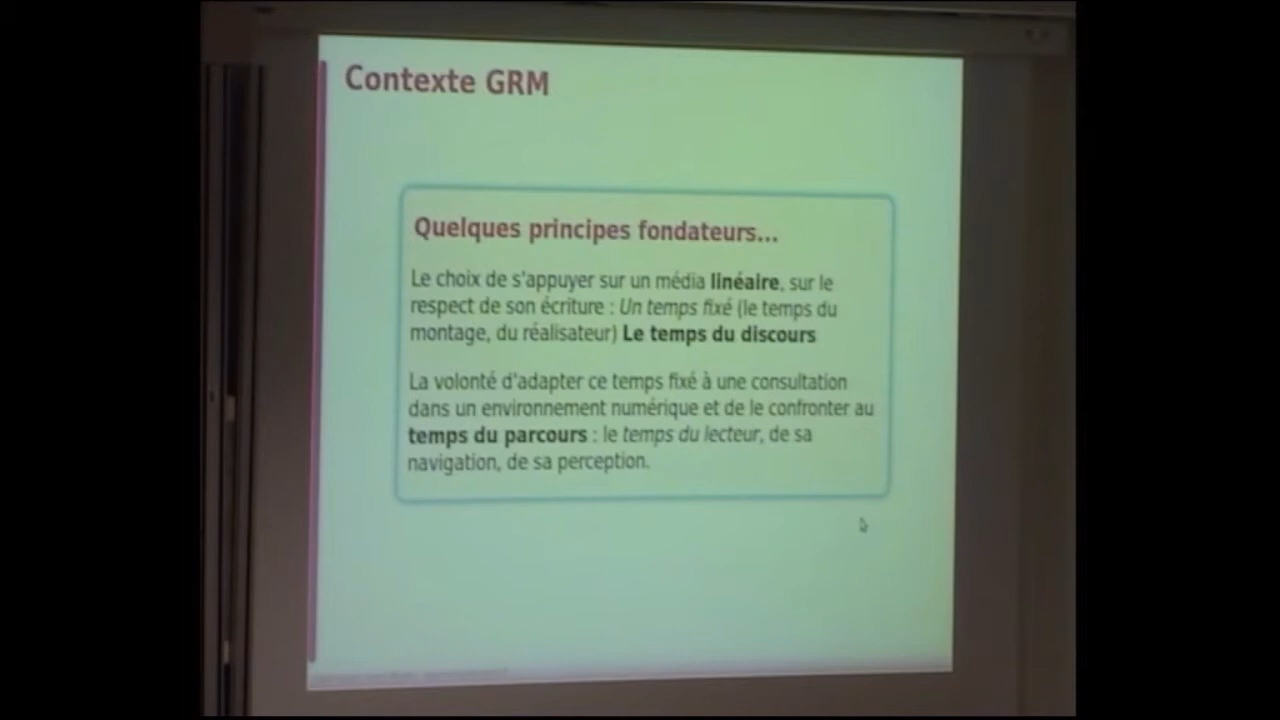 Contexte GRM
Quelques principes fondateurs...
Le choix de s'appuyer sur un média linéaire, sur le
respect de son écriture : Un temps fixé (le temps du
montage, du réalisateur) Le temps du discours
La volonté d'adapter ce temps fixé à une consultation
dans un environnement numérique et de le confronter au
temps du parcours : le temps du lecteur, de sa
navigation, de sa perception.